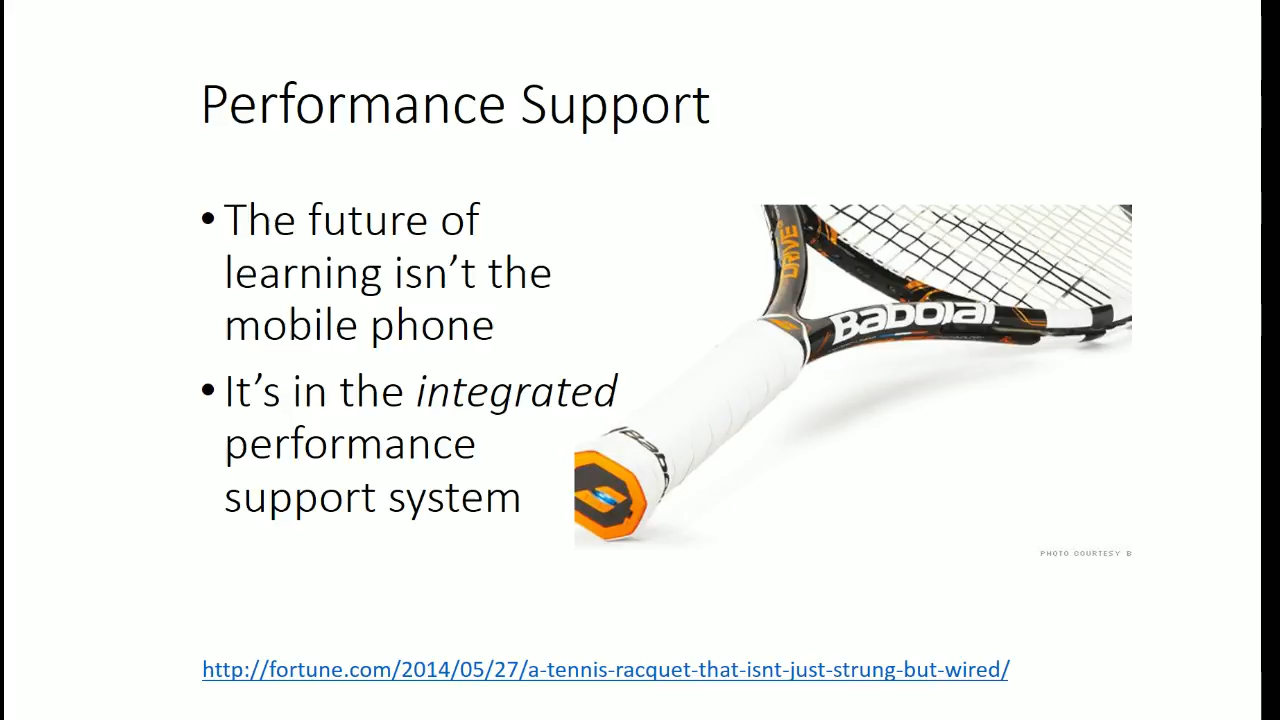 Performance Support
• The future of
learning isn't the
mobile phone
• It's in the integrated
performance
support system
DRIVE
BaBOLAT
BaBo
PHOTO COURTESY B
http://fortune.com/2014/05/27/a-tennis-racquet-that-isnt-just-strung-but-wired/